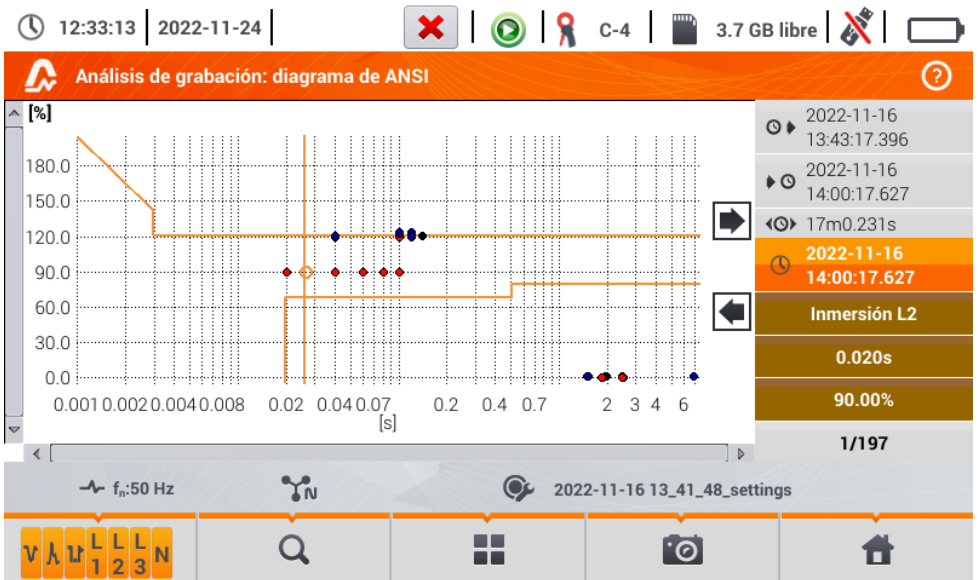 12:33:13 2022-11-24 C-4 3.7 GB libre
Análisis de grabación: diagrama de ANSI ?
[%]
180.0
150.0
120.0
90.0
60.0
30.0
0.0
0.001 0.002 0.004 0.008 0.02 0.04 0.07 0.2 0.4 0.7 2 3 4 6
[s]
2022-11-16
13:43:17.396
2022-11-16
14:00:17.627
17m0.231s
2022-11-16
14:00:17.627
Inmersión L2
0.020s
90.00%
1/197
fn:50 Hz N 2022-11-16 13_41_48_settings
L1 L2 L3 N